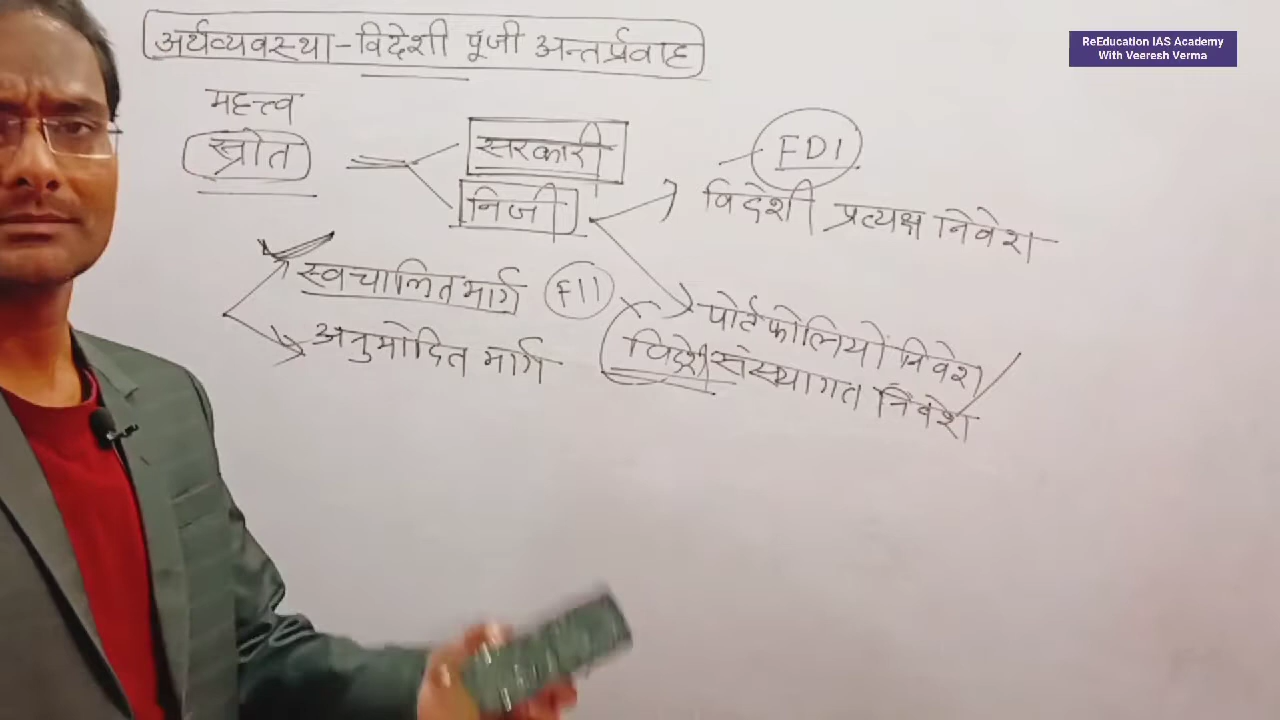 ReEducation IAS Academy
With Veeresh Verma
अर्थव्यवस्था-विदेशी पूंजी अन्तर्प्रवाह
महत्त्व
स्त्रोत
सरकारी
निजी
FDI
विदेशी प्रत्यक्ष निवेश
स्वचालित मार्ग
अनुमोदित मार्ग
FII
पोर्टफोलियों निवेश/
विदेशी संस्थागत निवेश